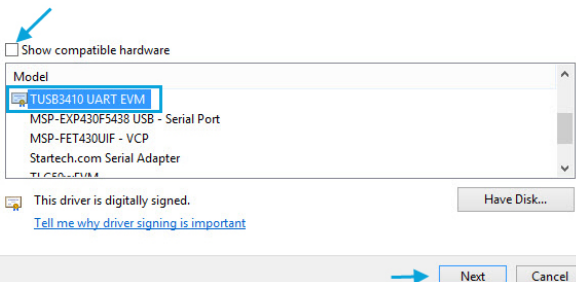 Show compatible hardware
Model
TUSB3410 UART EVM
MSP-EXP430F5438 USB - Serial Port
MSP-FET430UIF - VCP
Startech.com Serial Adapter
This driver is digitally signed.
Have Disk...
Tell me why driver signing is important
Next
Cancel